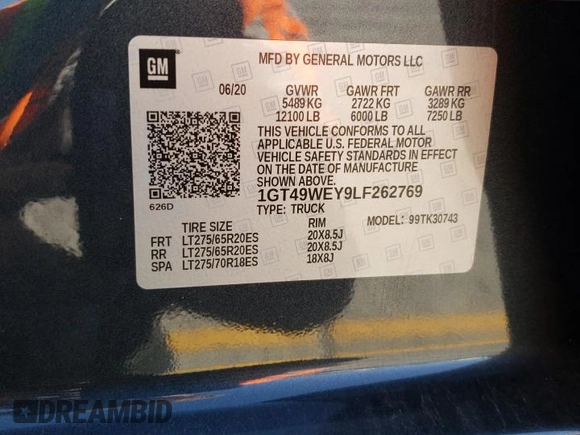 GM
MFD BY GENERAL MOTORS LLC
06/20 GVWR GAWR FRT GAWR RR
5489 KG 2722 KG 3289 KG
12100 LB 6000 LB 7250 LB
THIS VEHICLE CONFORMS TO ALL
APPLICABLE U.S. FEDERAL MOTOR
VEHICLE SAFETY STANDARDS IN EFFECT
ON THE DATE OF MANUFACTURE
SHOWN ABOVE.
1GT49WEY9LF262769
626D
TYPE: TRUCK
MODEL: 99TK30743
TIRE SIZE RIM
FRT LT275/65R20ES 20X8.5J
RR LT275/65R20ES 20X8.5J
SPA LT275/70R18ES 18X8J
DREAMBID